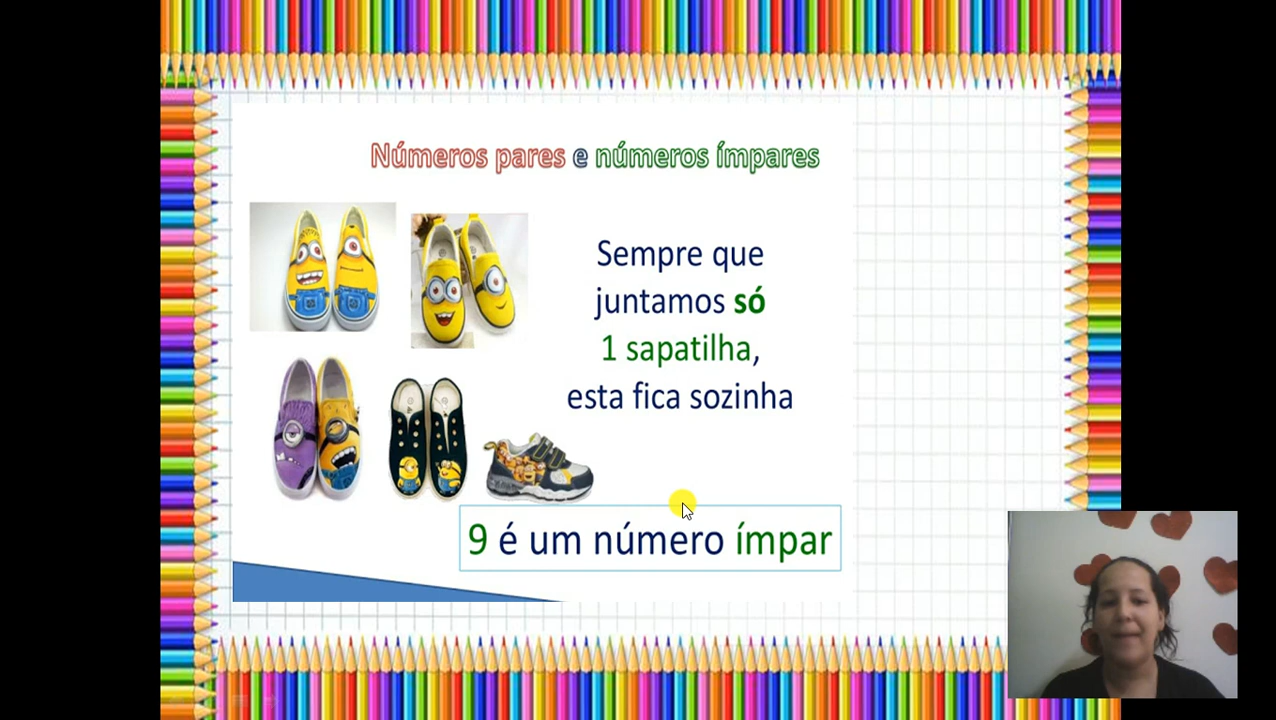 Números pares e números ímpares
Sempre que
juntamos só
1 sapatilha,
esta fica sozinha
9 é um número ímpar